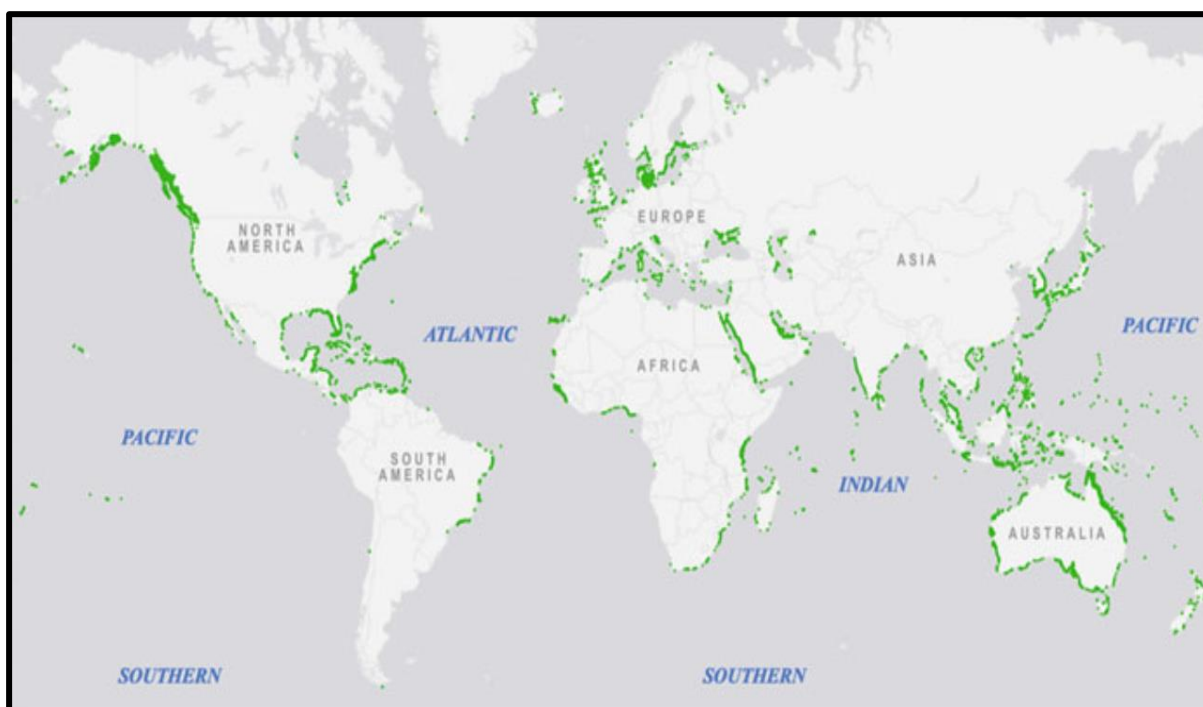 NORTH
AMERICA
EUROPE
ASIA
ATLANTIC
PACIFIC
AFRICA
PACIFIC
SOUTH
AMERICA
INDIAN
AUSTRALIA
SOUTHERN
SOUTHERN